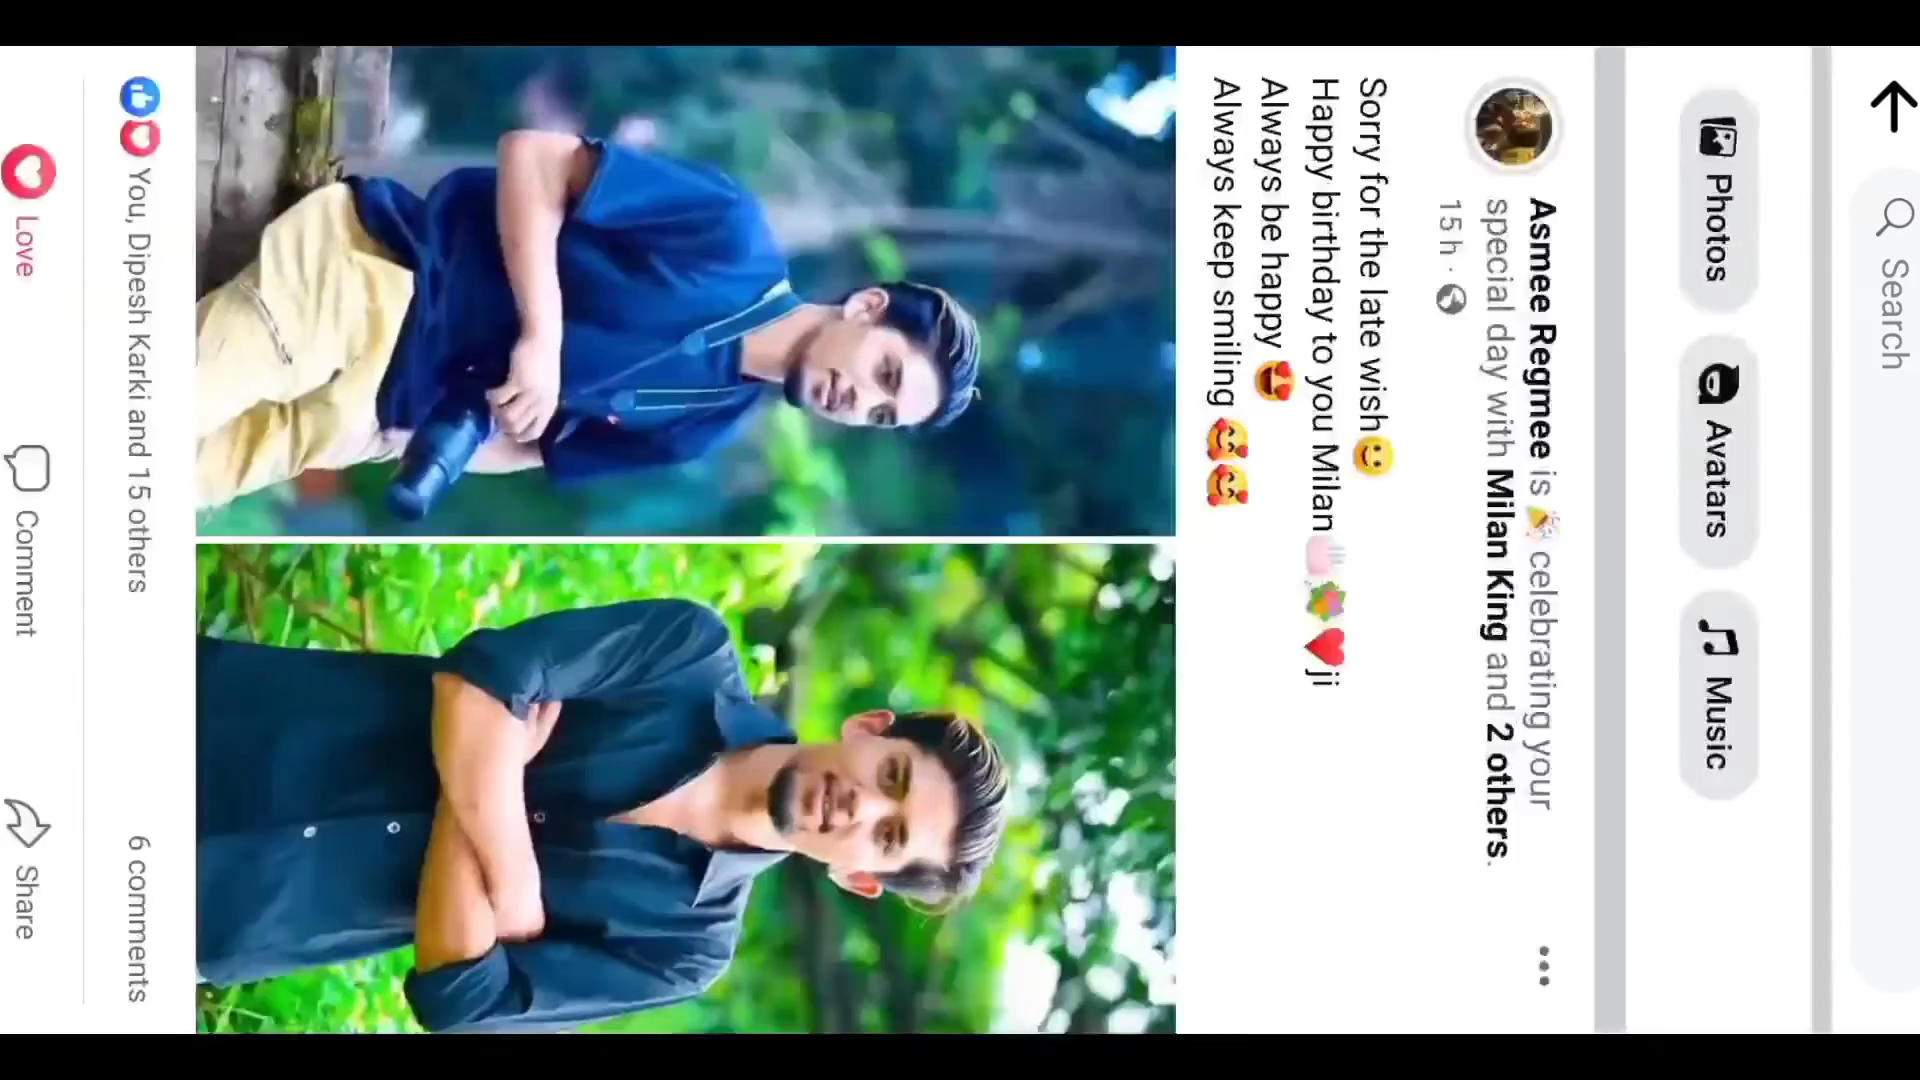 Search
Photos
Avatars
Music
Asmee Regmee is 🎉 celebrating your
special day with Milan King and 2 others.
15 h ·
Sorry for the late wish🙂
Happy birthday to you Milan🎂💐♥️ji
Always be happy 😍
Always keep smiling 🥰🥰
You, Dipesh Karki and 15 others
6 comments
Love
Comment
Share